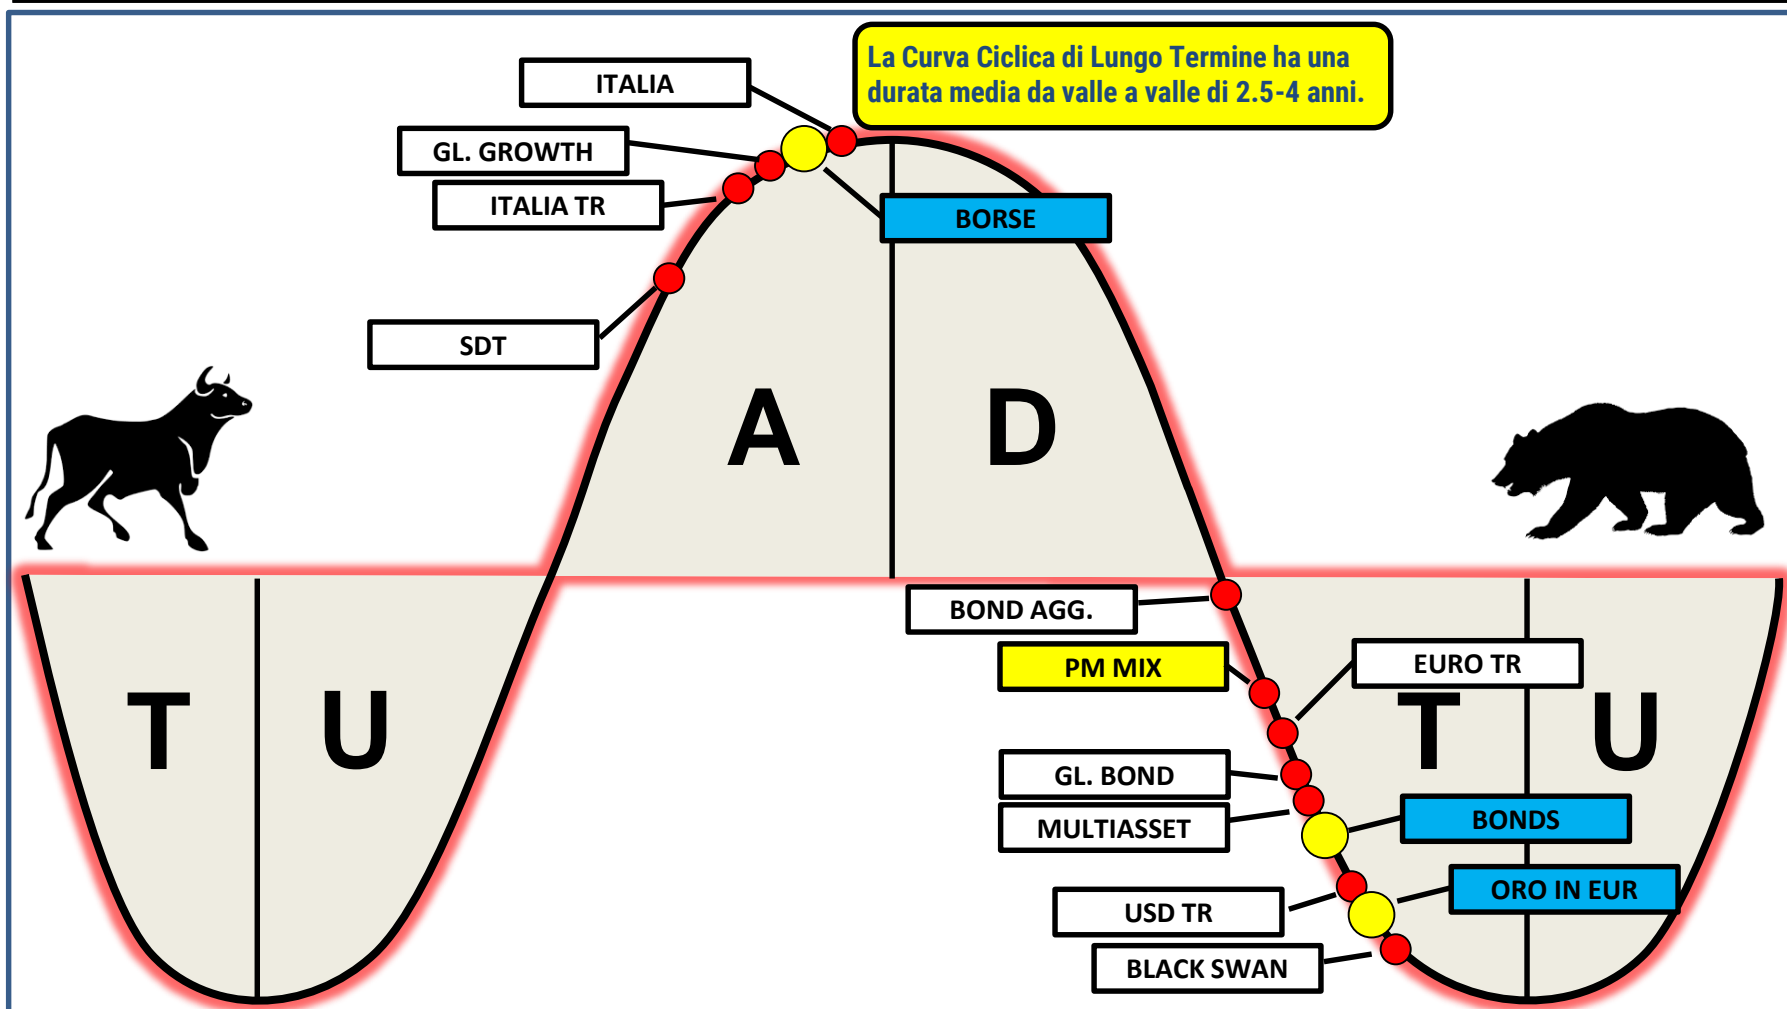 La Curva Ciclica di Lungo Termine ha una
durata media da valle a valle di 2.5-4 anni.
ITALIA
GL. GROWTH
ITALIA TR
BORSE
SDT
A
D
BOND AGG.
PM MIX
EURO TR
T
U
T
U
GL. BOND
MULTIASSET
BONDS
ORO IN EUR
USD TR
BLACK SWAN